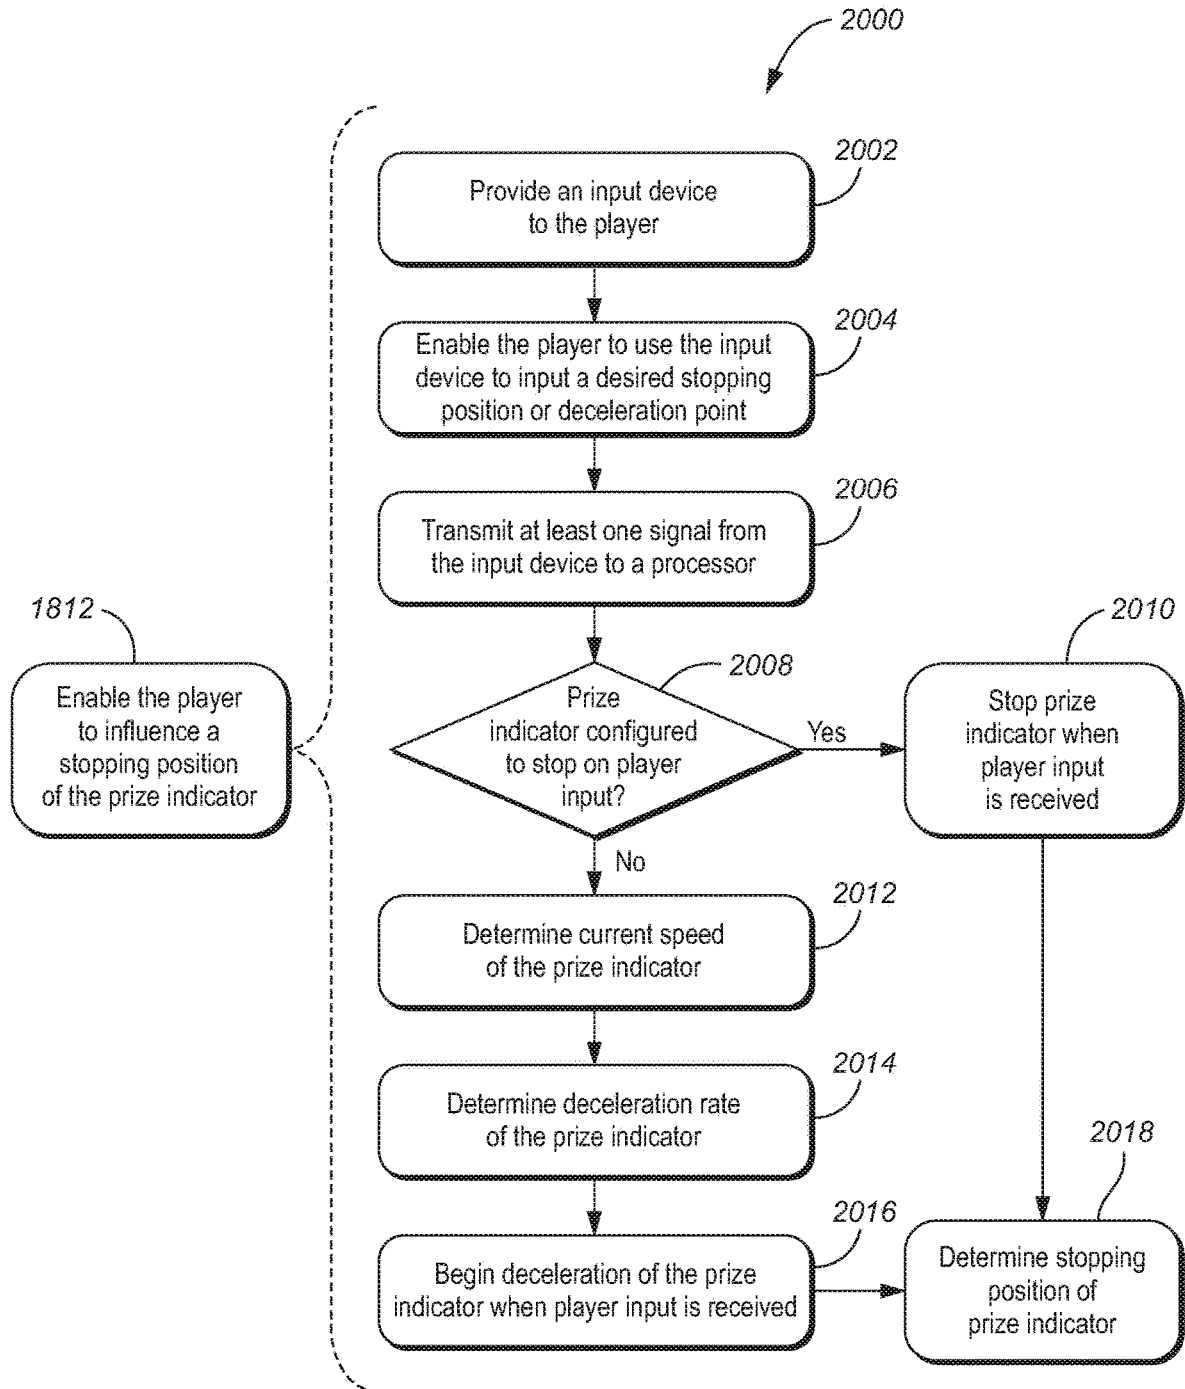 2000
2002
Provide an input device
to the player
2004
Enable the player to use the input
device to input a desired stopping
position or deceleration point
2006
Transmit at least one signal from
the input device to a processor
1812
Enable the player
to influence a
stopping position
of the prize indicator
2008
Prize
indicator configured
to stop on player
input?
Yes
2010
Stop prize
indicator when
player input
is received
No
2012
Determine current speed
of the prize indicator
2014
Determine deceleration rate
of the prize indicator
2016
Begin deceleration of the prize
indicator when player input is received
2018
Determine stopping
position of
prize indicator